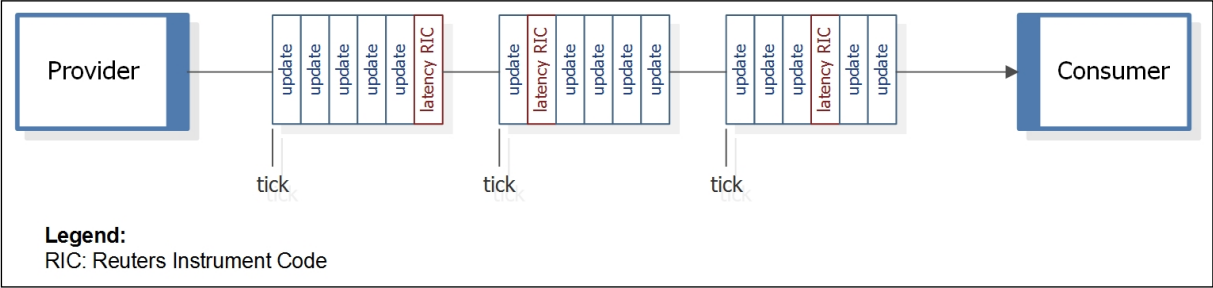 Provider
update
update
update
update
update
latency RIC
update
latency RIC
update
update
update
update
update
update
update
latency RIC
update
update
Consumer
tick
tick
tick
Legend:
RIC: Reuters Instrument Code